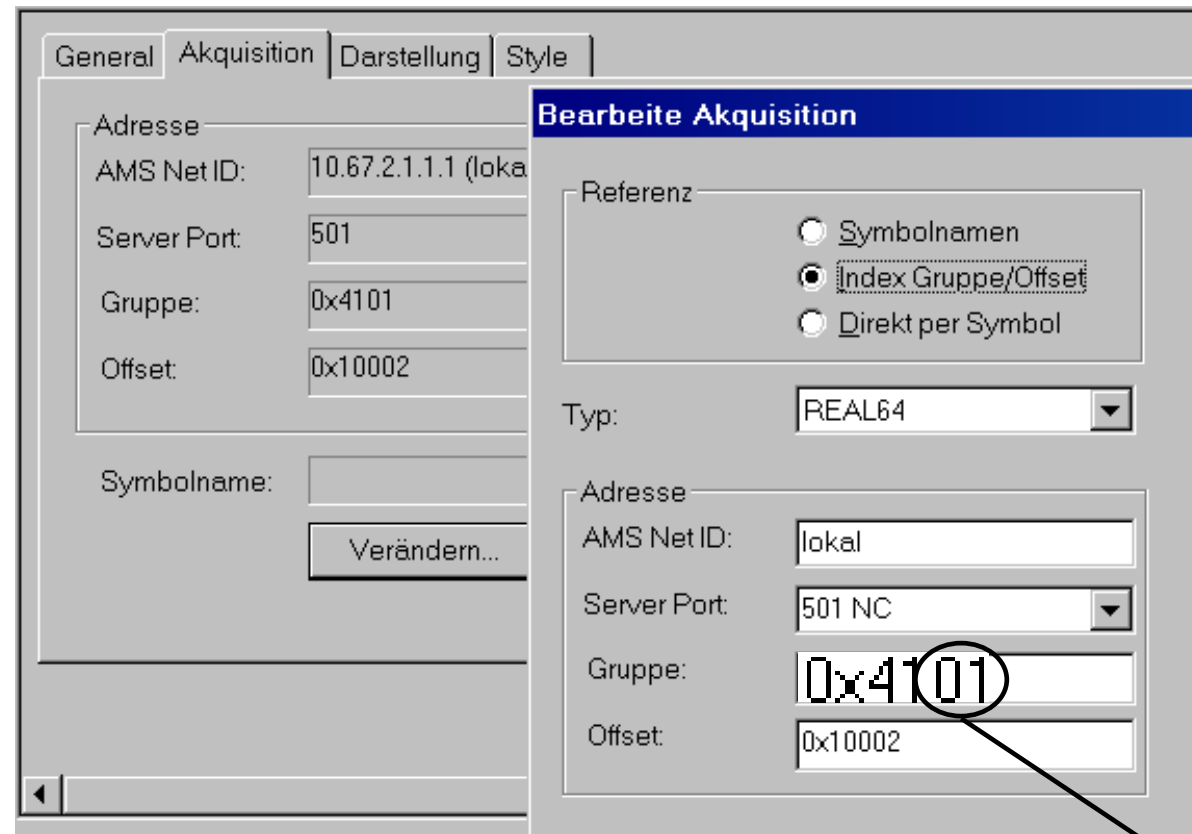 General Akquisition Darstellung Style
Adresse
AMS Net ID: 10.67.2.1.1.1 (loka
Server Port: 501
Gruppe: 0x4101
Offset: 0x10002
Symbolname:
Verändern...
Bearbeite Akquisition
Referenz
Symbolnamen
Index Gruppe/Offset
Direkt per Symbol
Typ: REAL64
Adresse
AMS Net ID: lokal
Server Port: 501 NC
Gruppe: 0x4101
Offset: 0x10002